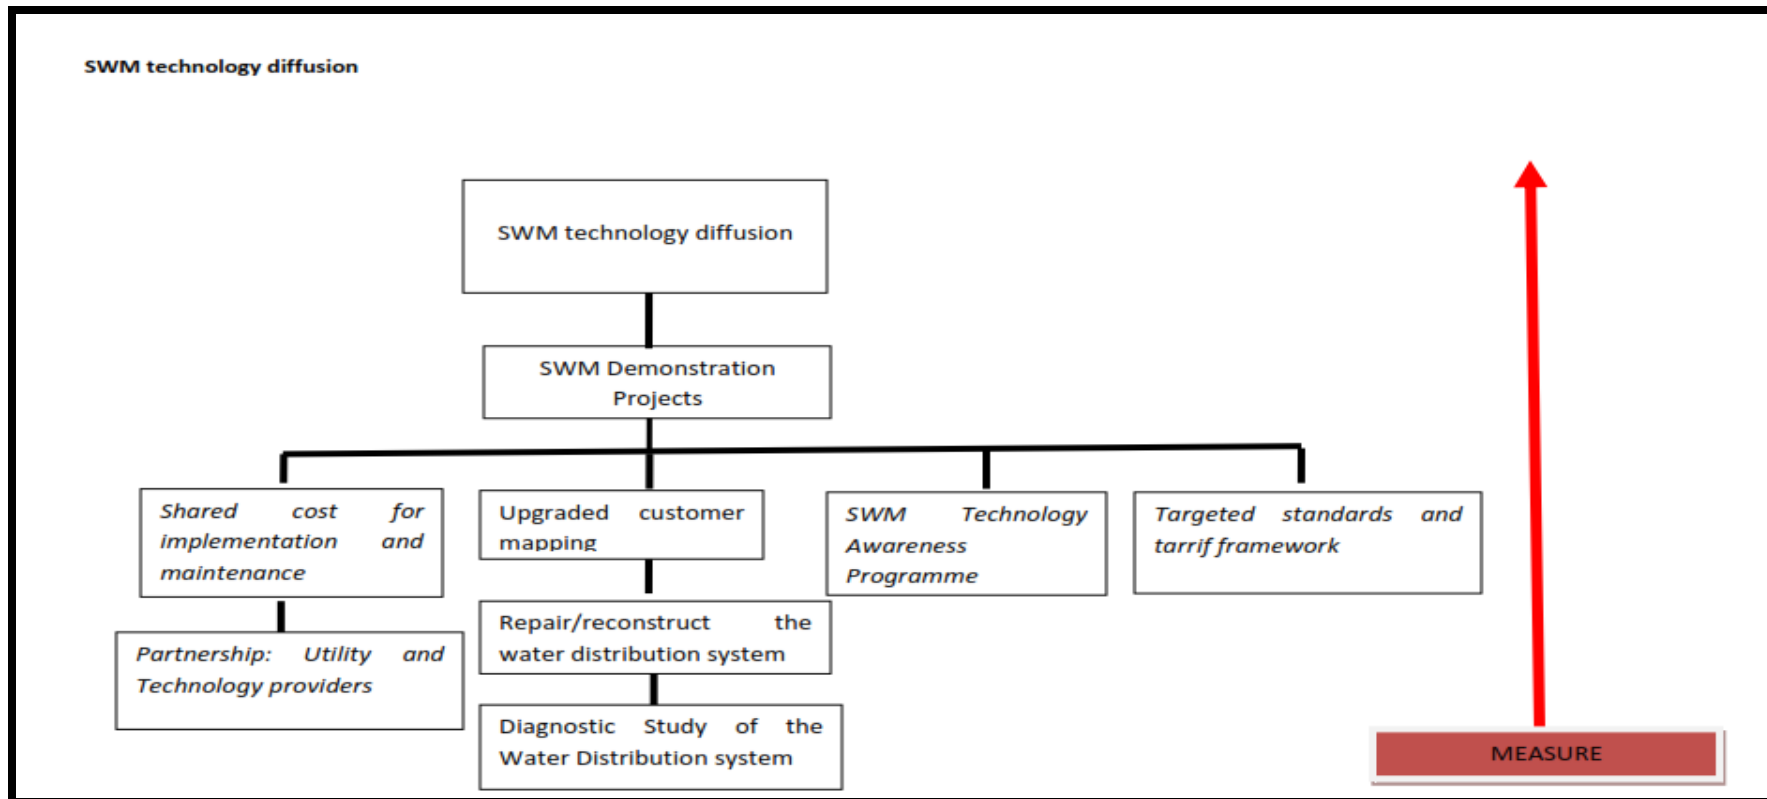 SWM technology diffusion
SWM technology diffusion
SWM Demonstration
Projects
Shared cost for
implementation and
maintenance
Upgraded customer
mapping
SWM Technology
Awareness
Programme
Targeted standards and
tarrif framework
Partnership: Utility and
Technology providers
Repair/reconstruct the
water distribution system
Diagnostic Study of the
Water Distribution system
MEASURE